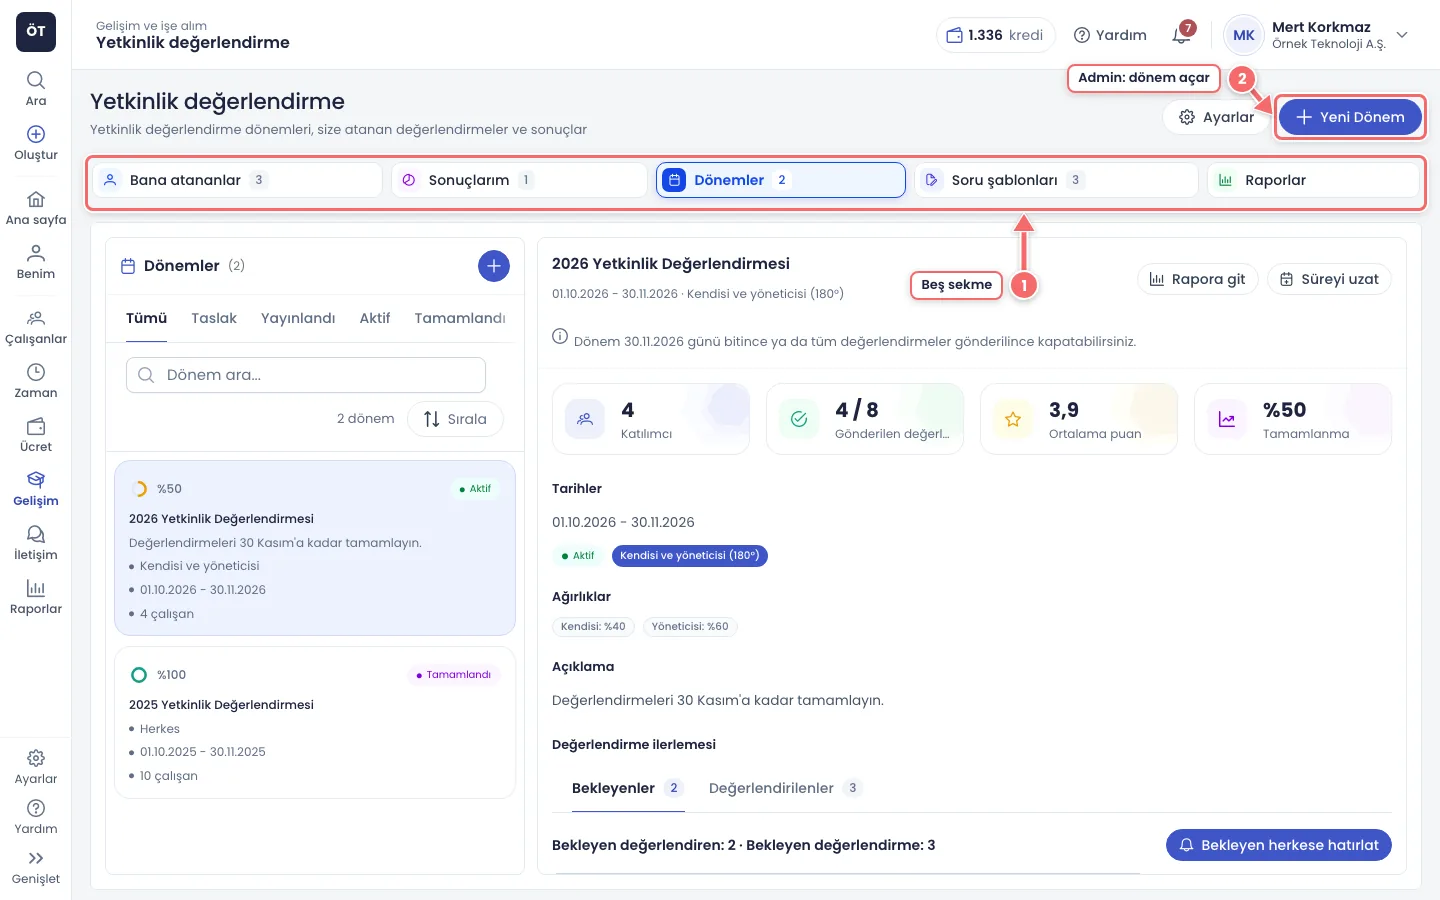 ÖT
Ara
Oluştur
Ana sayfa
Benim
Çalışanlar
Zaman
Ücret
Gelişim
İletişim
Raporlar
Ayarlar
Yardım
Genişlet
Gelişim ve işe alım
Yetkinlik değerlendirme
1.336 kredi
Yardım
7
MK
Mert Korkmaz
Örnek Teknoloji A.Ş.
Yetkinlik değerlendirme
Yetkinlik değerlendirme dönemleri, size atanan değerlendirmeler ve sonuçlar
Admin: dönem açar
2
Ayarlar
Yeni Dönem
Bana atananlar 3
Sonuçlarım 1
Dönemler 2
Soru şablonları 3
Raporlar
Beş sekme
1
Dönemler (2)
Tümü Taslak Yayınlandı Aktif Tamamlandı
Dönem ara...
2 dönem
Sırala
%50
Aktif
2026 Yetkinlik Değerlendirmesi
Değerlendirmeleri 30 Kasım'a kadar tamamlayın.
Kendisi ve yöneticisi
01.10.2026 - 30.11.2026
4 çalışan
%100
Tamamlandı
2025 Yetkinlik Değerlendirmesi
Herkes
01.10.2025 - 30.11.2025
10 çalışan
2026 Yetkinlik Değerlendirmesi
01.10.2026 - 30.11.2026 · Kendisi ve yöneticisi (180°)
Rapora git
Süreyi uzat
Dönem 30.11.2026 günü bitince ya da tüm değerlendirmeler gönderilince kapatabilirsiniz.
4
Katılımcı
4 / 8
Gönderilen değerl...
3,9
Ortalama puan
%50
Tamamlanma
Tarihler
01.10.2026 - 30.11.2026
Aktif
Kendisi ve yöneticisi (180°)
Ağırlıklar
Kendisi: %40
Yöneticisi: %60
Açıklama
Değerlendirmeleri 30 Kasım'a kadar tamamlayın.
Değerlendirme ilerlemesi
Bekleyenler 2
Değerlendirilenler 3
Bekleyen değerlendiren: 2 · Bekleyen değerlendirme: 3
Bekleyen herkese hatırlat